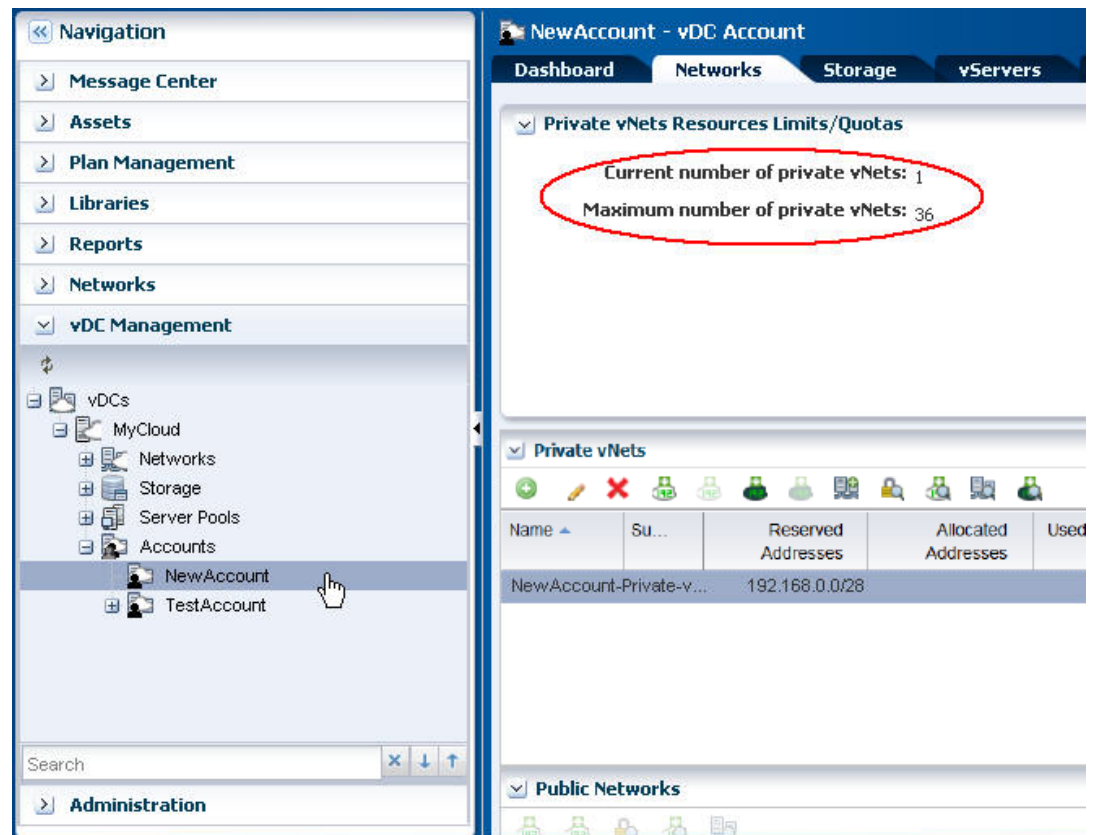 Navigation
Message Center
Assets
Plan Management
Libraries
Reports
Networks
vDC Management
vDCs
MyCloud
Networks
Storage
Server Pools
Accounts
NewAccount
TestAccount
Search
Administration
NewAccount - vDC Account
Dashboard Networks Storage vServers
Private vNets Resources Limits/Quotas
Current number of private vNets: 1
Maximum number of private vNets: 36
Private vNets
Name Su... Reserved Addresses Allocated Addresses Used
NewAccount-Private-v... 192.168.0.0/28
Public Networks